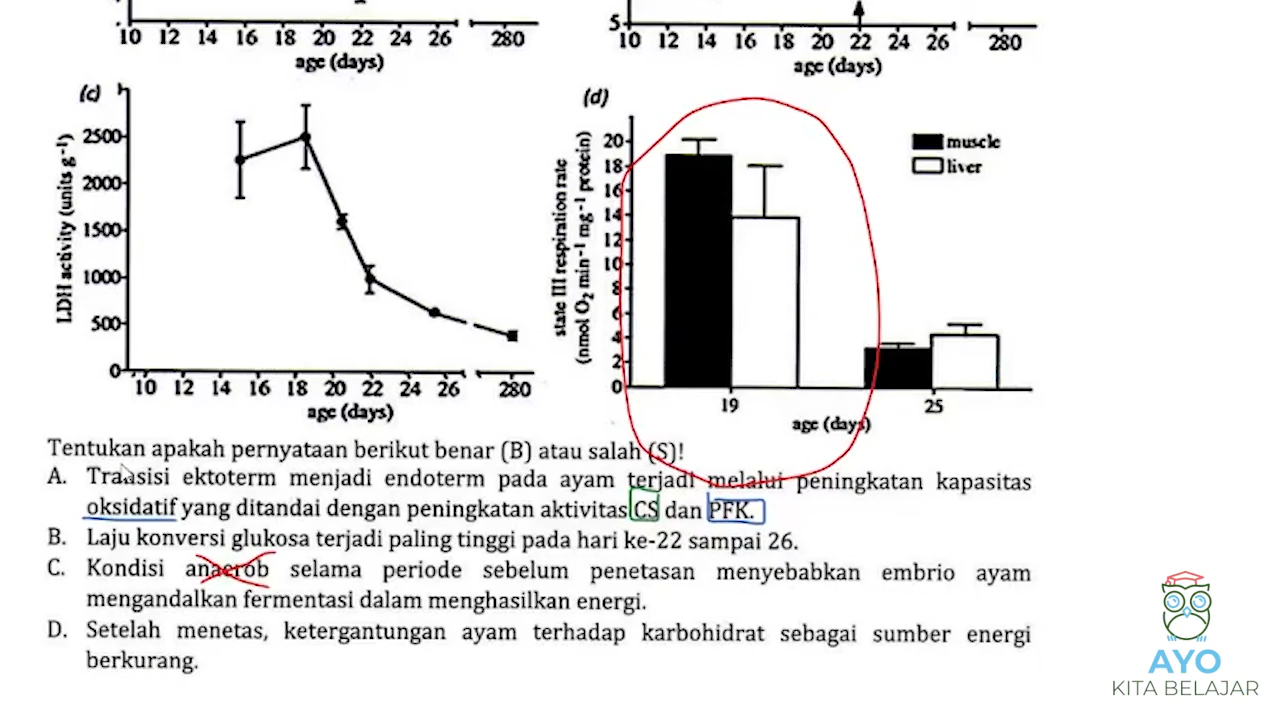 5
10 12 14 16 18 20 22 24 26 280
age (days)
10 12 14 16 18 20 22 24 26 280
age (days)
(c)
LDH activity (units g⁻¹)
2500
2000
1500
1000
500
0
10 12 14 16 18 20 22 24 26 280
age (days)
(d)
state III respiration rate
(nmol O₂ min⁻¹ mg⁻¹ protein)
20
18
16
14
12
10
8
6
4
2
0
19 25
age (days)
muscle
liver
Tentukan apakah pernyataan berikut benar (B) atau salah (S)!
A. Transisi ektoterm menjadi endoterm pada ayam terjadi melalui peningkatan kapasitas
oksidatif yang ditandai dengan peningkatan aktivitas CS dan PFK.
B. Laju konversi glukosa terjadi paling tinggi pada hari ke-22 sampai 26.
C. Kondisi anaerob selama periode sebelum penetasan menyebabkan embrio ayam
mengandalkan fermentasi dalam menghasilkan energi.
D. Setelah menetas, ketergantungan ayam terhadap karbohidrat sebagai sumber energi
berkurang.
AYO
KITA BELAJAR